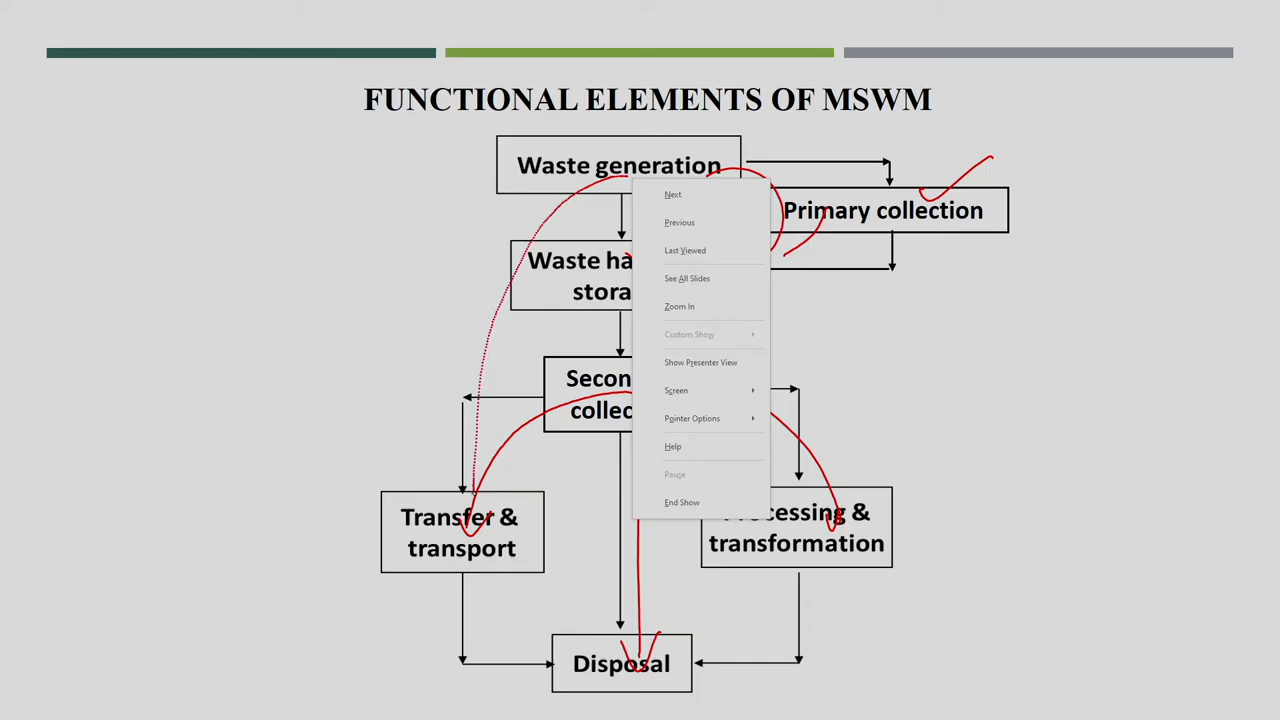 FUNCTIONAL ELEMENTS OF MSWM
Waste generation
Primary collection
Waste ha
stora
Secon
collec
Next
Previous
Last Viewed
See All Slides
Zoom In
Custom Show
Show Presenter View
Screen
Pointer Options
Help
Pause
End Show
Transfer &
transport
Processing &
transformation
Disposal